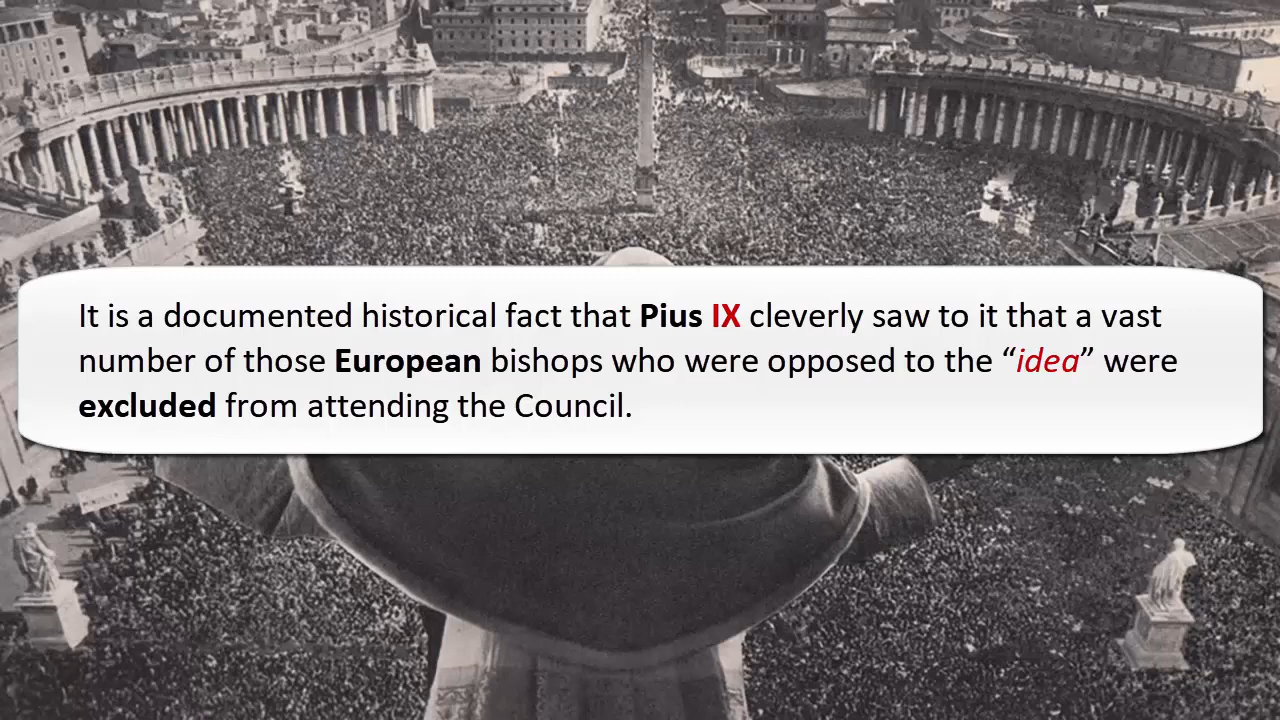 It is a documented historical fact that Pius IX cleverly saw to it that a vast
number of those European bishops who were opposed to the “idea” were
excluded from attending the Council.